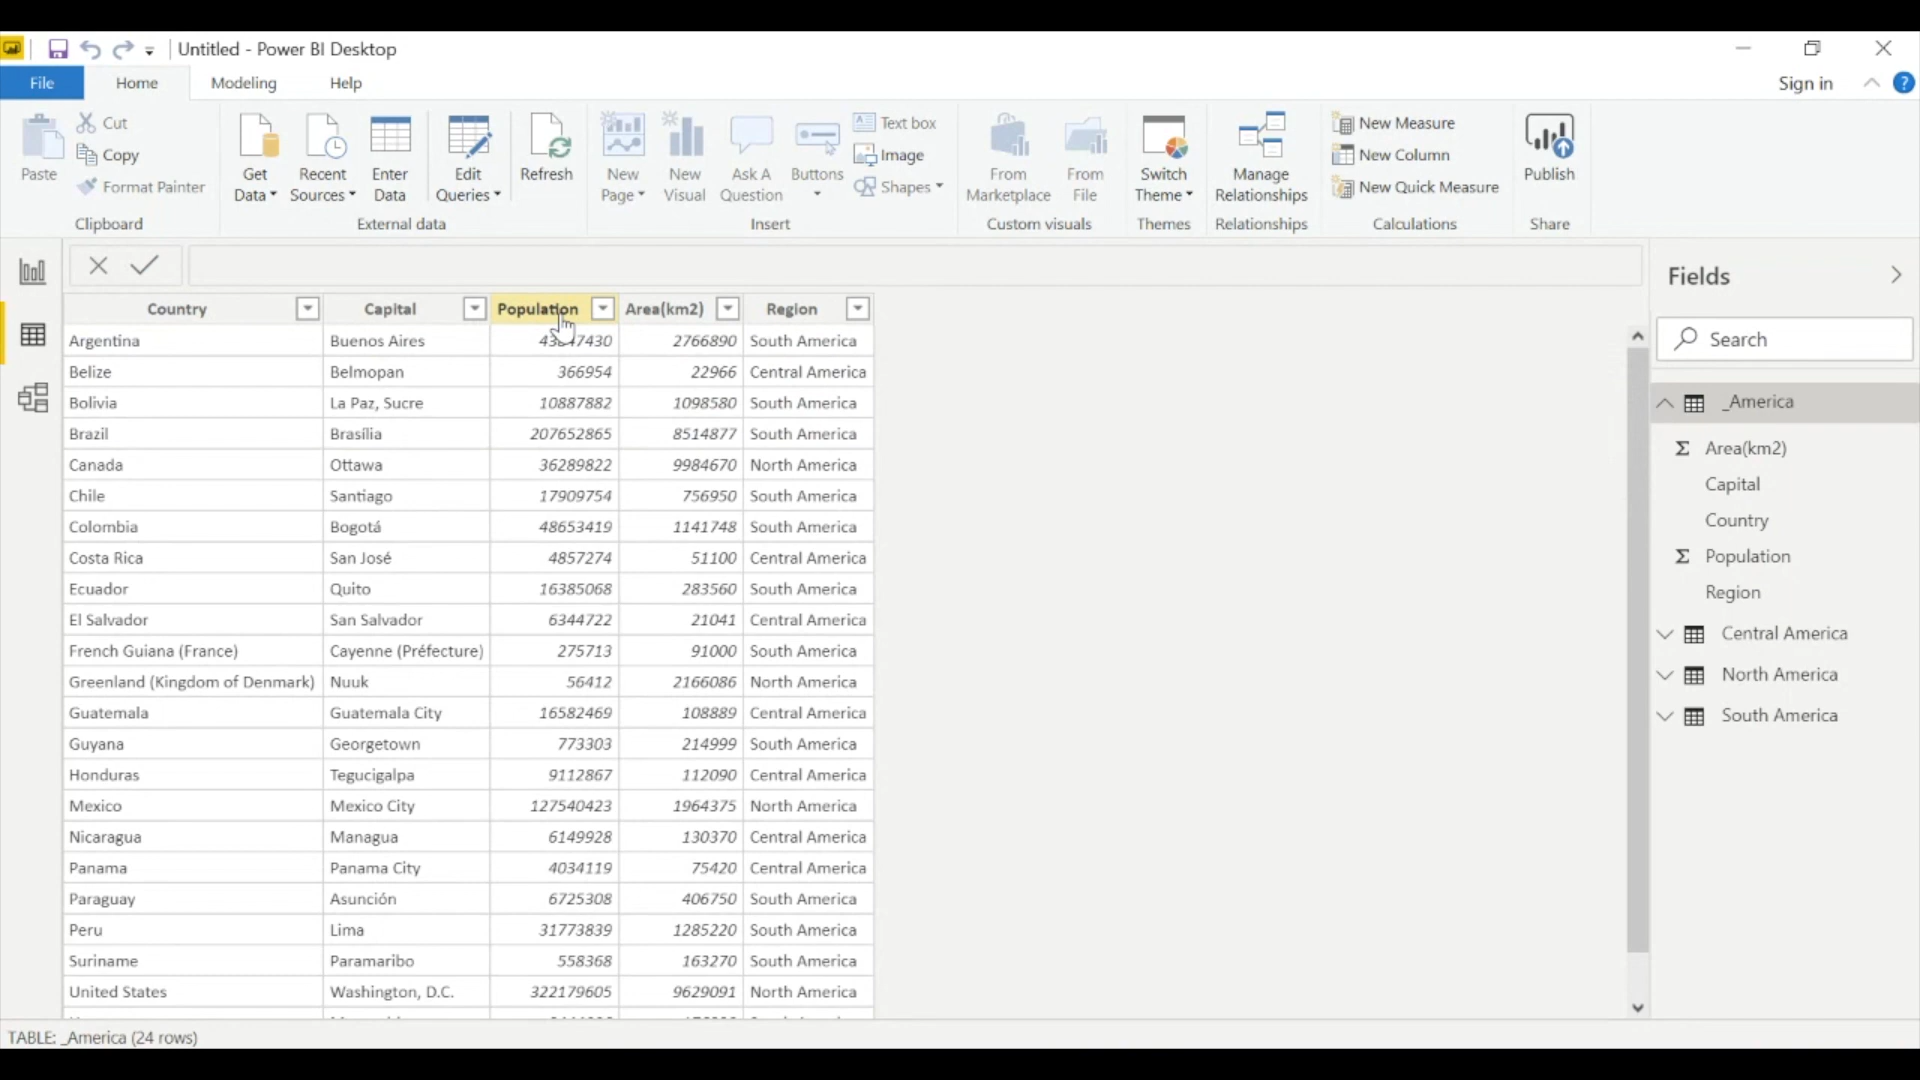 Untitled - Power BI Desktop
File Home Modeling Help Sign in
Paste Cut Copy Format Painter
Clipboard
Get Data Recent Sources Enter Data Edit Queries Refresh
External data
New Page New Visual Ask A Question Buttons Text box Image Shapes
Insert
From Marketplace From File
Custom visuals
Switch Theme
Themes
Manage Relationships
Relationships
New Measure
New Column
New Quick Measure
Calculations
Publish
Share
Country Capital Population Area(km2) Region
Argentina Buenos Aires 2766890 South America
Belize Belmopan 366954 22966 Central America
Bolivia La Paz, Sucre 10887882 1098580 South America
Brazil Brasília 207652865 8514877 South America
Canada Ottawa 36289822 9984670 North America
Chile Santiago 17909754 756950 South America
Colombia Bogotá 48653419 1141748 South America
Costa Rica San José 4857274 51100 Central America
Ecuador Quito 16385068 283560 South America
El Salvador San Salvador 6344722 21041 Central America
French Guiana (France) Cayenne (Préfecture) 275713 91000 South America
Greenland (Kingdom of Denmark) Nuuk 56412 2166086 North America
Guatemala Guatemala City 16582469 108889 Central America
Guyana Georgetown 773303 214999 South America
Honduras Tegucigalpa 9112867 112090 Central America
Mexico Mexico City 127540423 1964375 North America
Nicaragua Managua 6149928 130370 Central America
Panama Panama City 4034119 75420 Central America
Paraguay Asunción 6725308 406750 South America
Peru Lima 31773839 1285220 South America
Suriname Paramaribo 558368 163270 South America
United States Washington, D.C. 322179605 9629091 North America
TABLE: _America (24 rows)
Fields
Search
_America
Area(km2)
Capital
Country
Population
Region
Central America
North America
South America